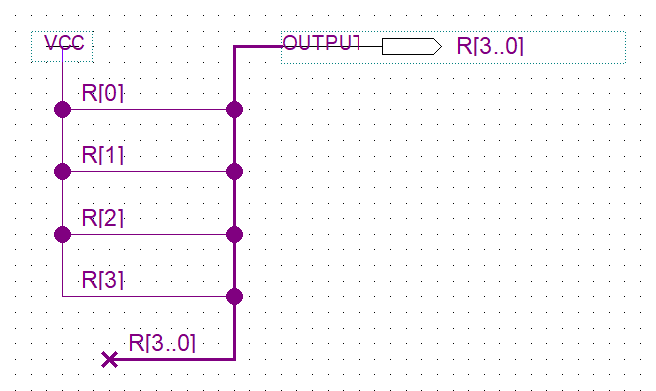 VCC
OUTPUT
R[3..0]
R[0]
R[1]
R[2]
R[3]
R[3..0]